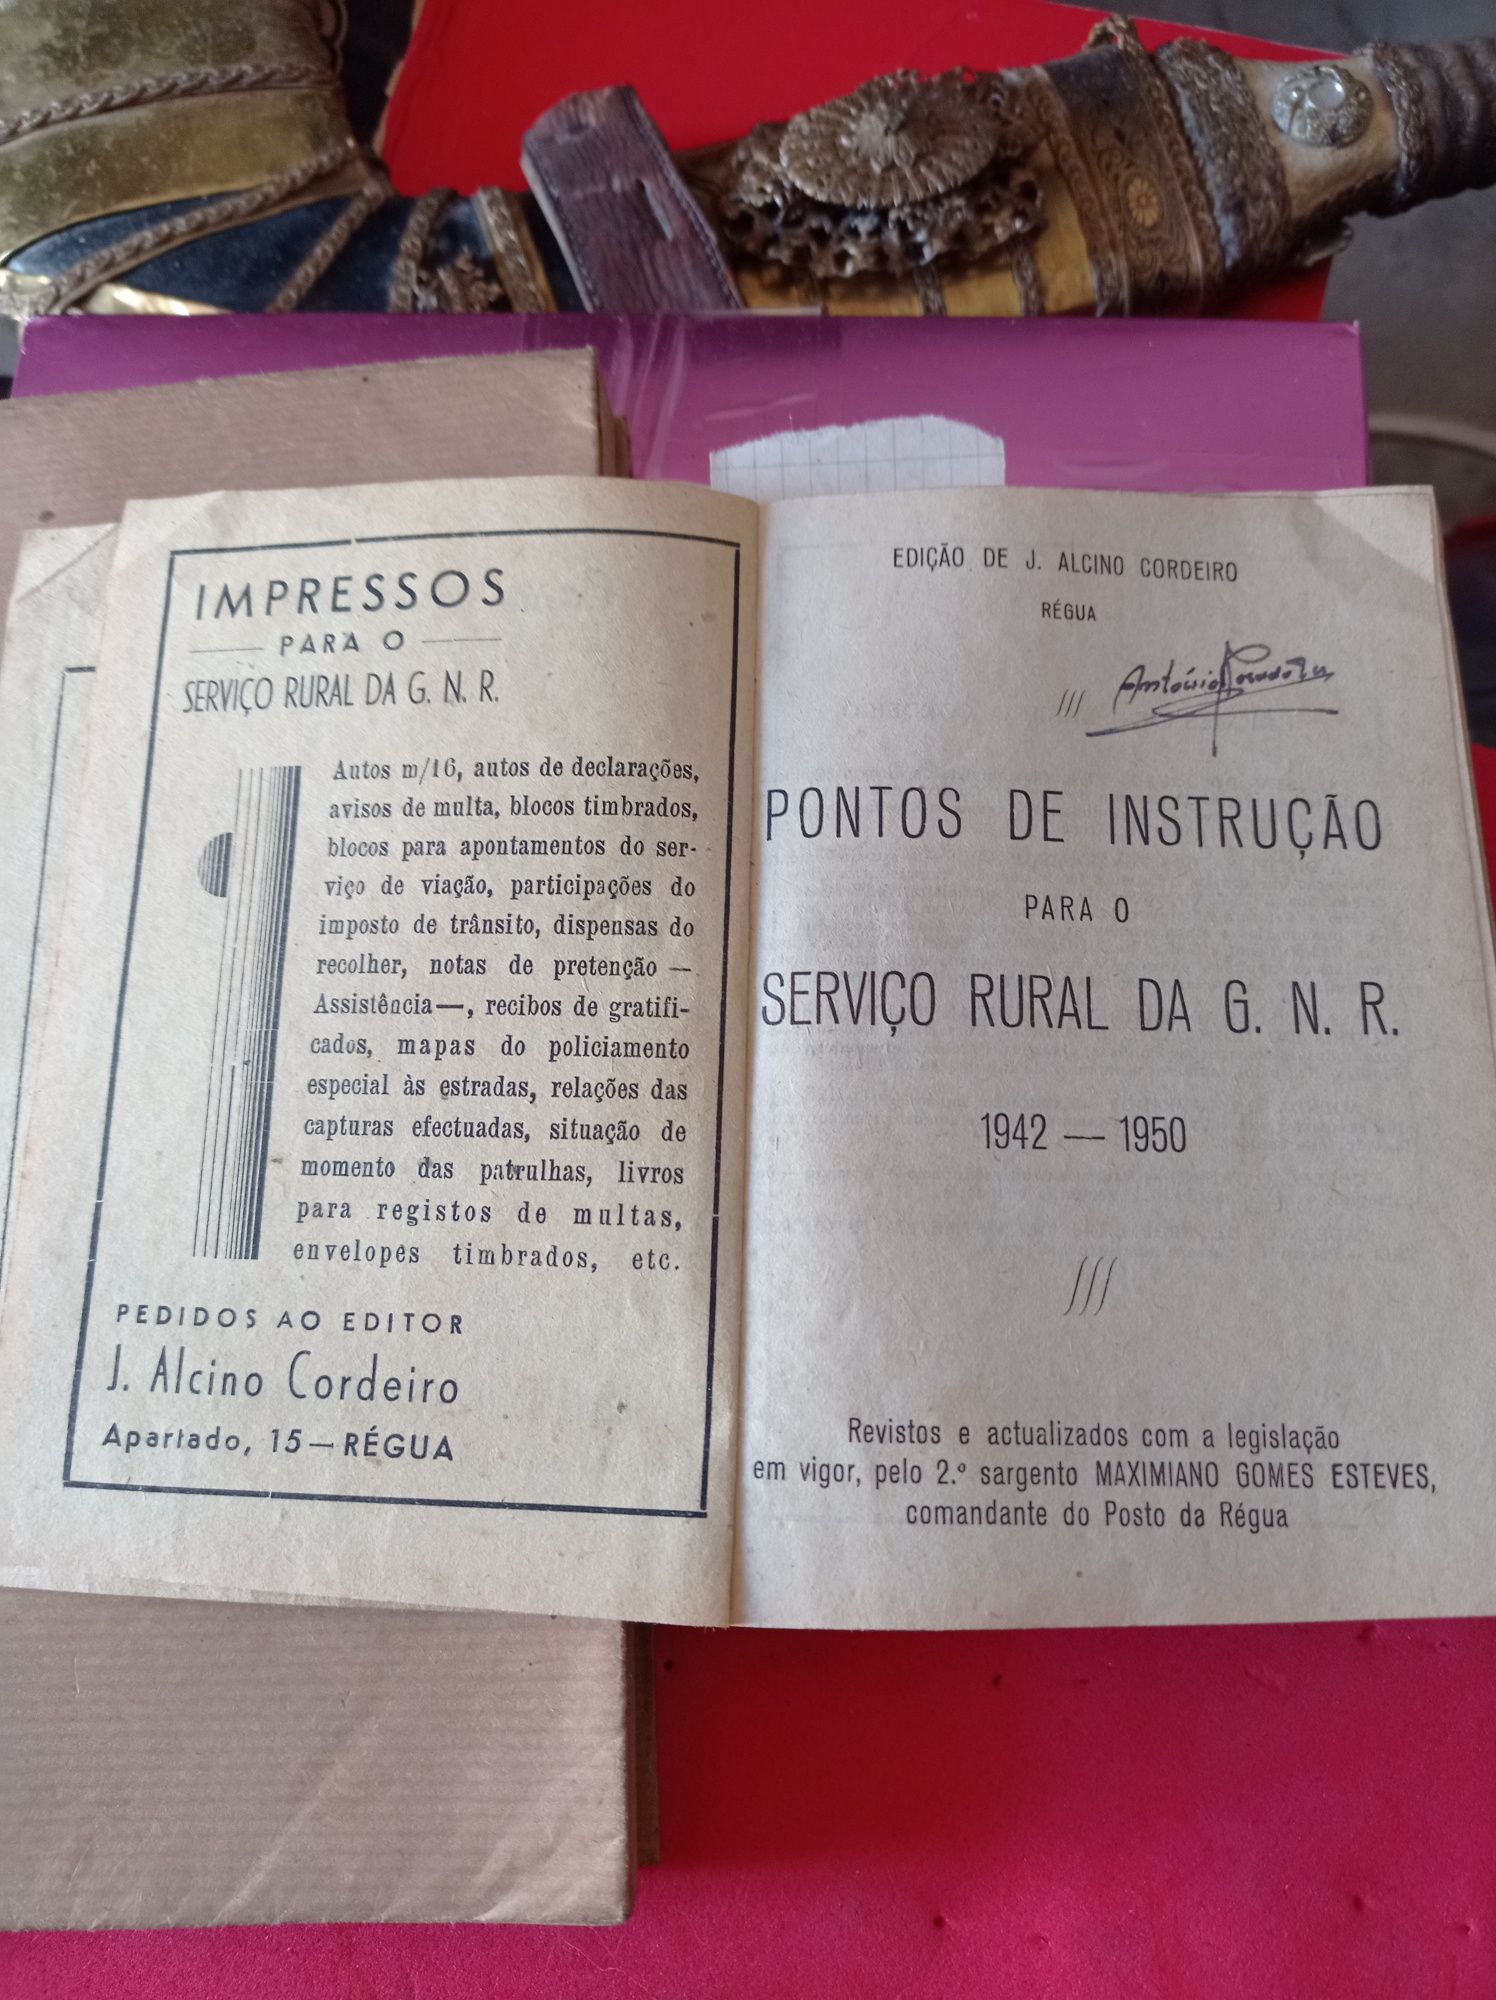 IMPRESSOS
PARA O
SERVIÇO RURAL DA G. N. R.
Autos m/16, autos de declarações,
avisos de multa, blocos timbrados,
blocos para apontamentos do ser-
viço de viação, participações do
imposto de trânsito, dispensas do
recolher, notas de pretenção —
Assistência—, recibos de gratifi-
cados, mapas do policiamento
especial às estradas, relações das
capturas efectuadas, situação de
momento das patrulhas, livros
para registos de multas,
envelopes timbrados, etc.
PEDIDOS AO EDITOR
J. Alcino Cordeiro
Apartado, 15 — RÉGUA
EDIÇÃO DE J. ALCINO CORDEIRO
RÉGUA
António
PONTOS DE INSTRUÇÃO
PARA O
SERVIÇO RURAL DA G. N. R.
1942 — 1950
Revistos e actualizados com a legislação
em vigor, pelo 2.º sargento MAXIMIANO GOMES ESTEVES,
comandante do Posto da Régua